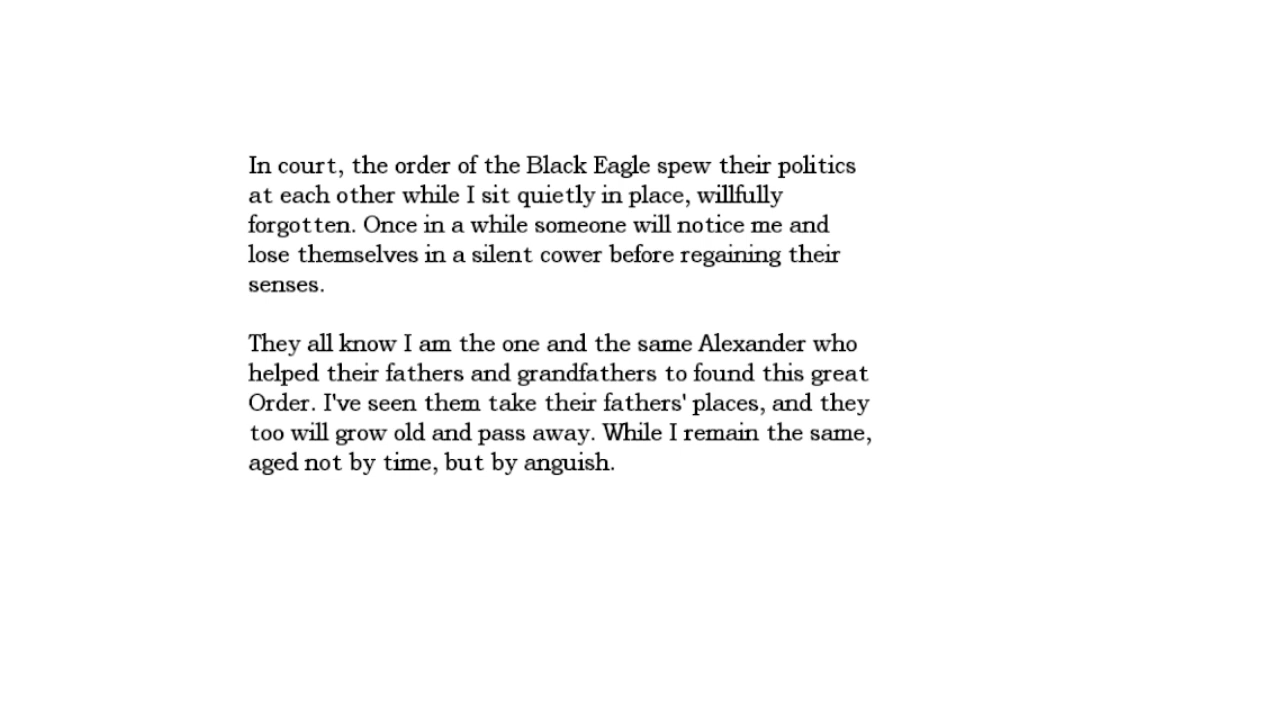 In court, the order of the Black Eagle spew their politics
at each other while I sit quietly in place, willfully
forgotten. Once in a while someone will notice me and
lose themselves in a silent cower before regaining their
senses.
They all know I am the one and the same Alexander who
helped their fathers and grandfathers to found this great
Order. I've seen them take their fathers' places, and they
too will grow old and pass away. While I remain the same,
aged not by time, but by anguish.